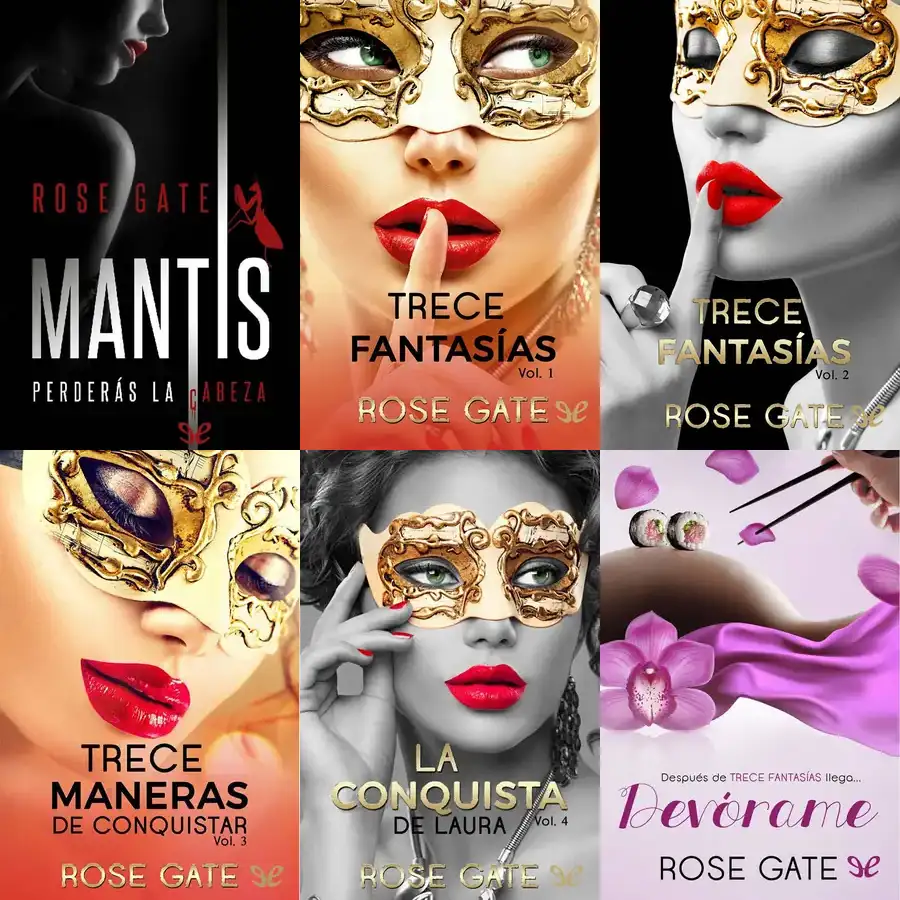 ROSE GATE
MANTIS
PERDERÁS LA CABEZA
TRECE
FANTASÍAS
Vol. 1
ROSE GATE
TRECE
FANTASÍAS
Vol. 2
ROSE GATE
TRECE
MANERAS
DE CONQUISTAR
Vol. 3
ROSE GATE
LA
CONQUISTA
DE LAURA
Vol. 4
ROSE GATE
Después de TRECE FANTASÍAS llega...
Devórame
ROSE GATE